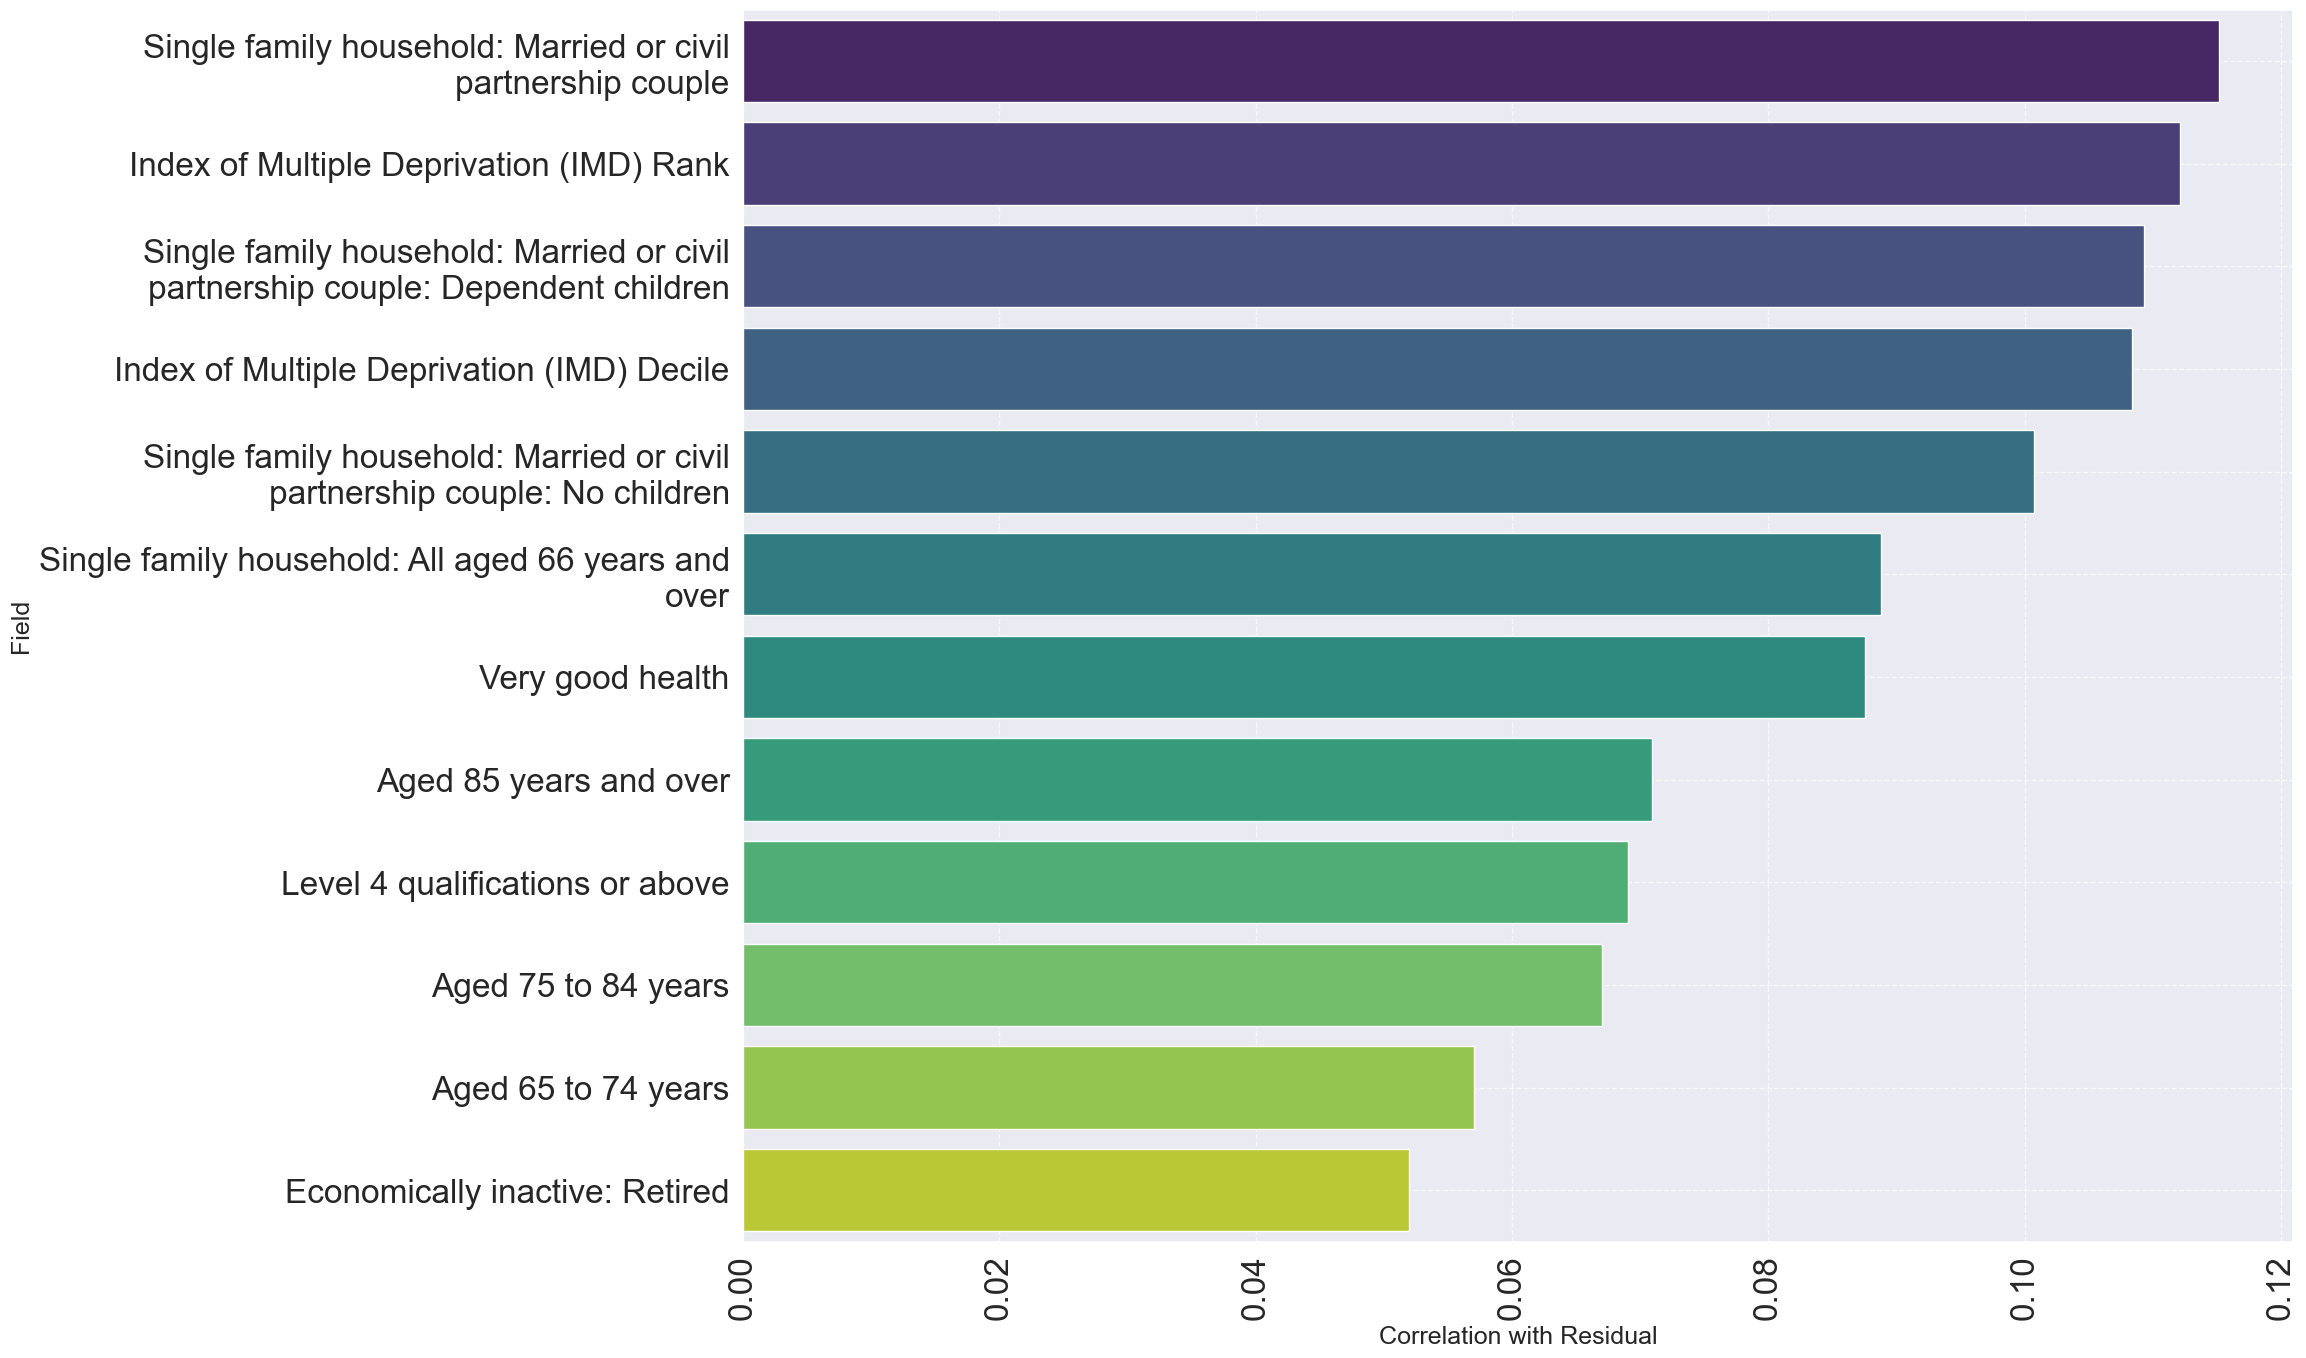 Single family household: Married or civil
partnership couple
Index of Multiple Deprivation (IMD) Rank
Single family household: Married or civil
partnership couple: Dependent children
Index of Multiple Deprivation (IMD) Decile
Single family household: Married or civil
partnership couple: No children
Single family household: All aged 66 years and
over
Field
Very good health
Aged 85 years and over
Level 4 qualifications or above
Aged 75 to 84 years
Aged 65 to 74 years
Economically inactive: Retired
0.00
0.02
0.04
0.06
0.08
0.10
0.12
Correlation with Residual